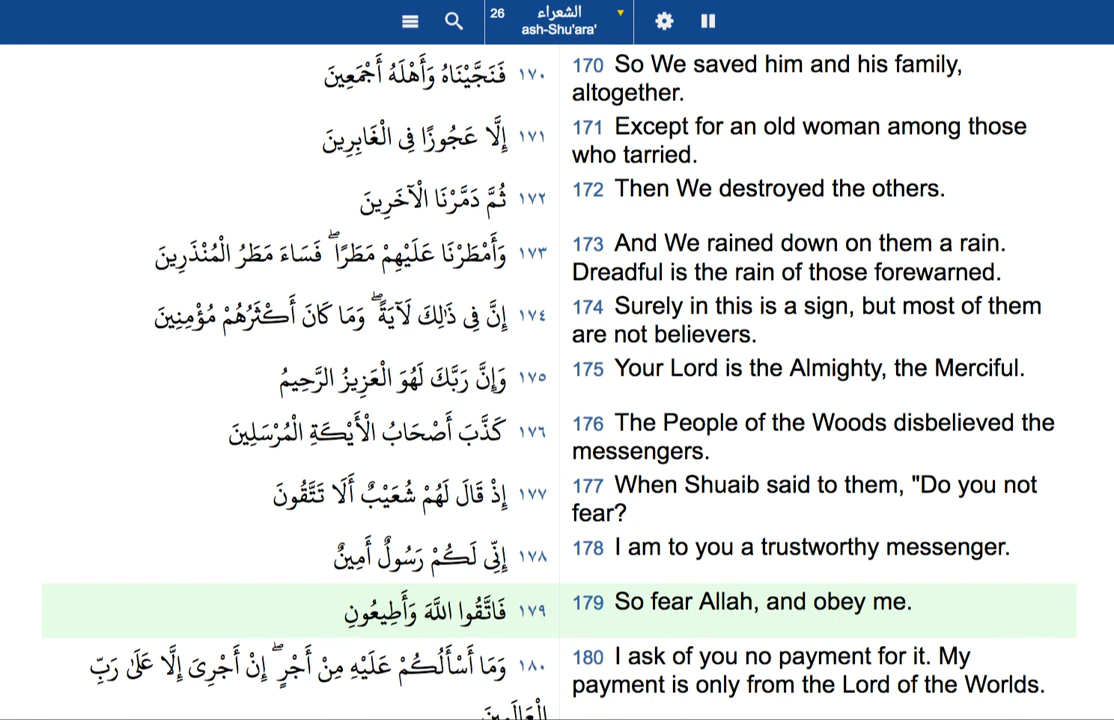 26
الشعراء
ash-Shu'ara'
١٧٠ فَنَجَّيْنَاهُ وَأَهْلَهُ أَجْمَعِينَ
170 So We saved him and his family,
altogether.
١٧١ إِلَّا عَجُوزًا فِي الْغَابِرِينَ
171 Except for an old woman among those
who tarried.
١٧٢ ثُمَّ دَمَّرْنَا الْآخَرِينَ
172 Then We destroyed the others.
١٧٣ وَأَمْطَرْنَا عَلَيْهِمْ مَطَرًا ۖ فَسَاءَ مَطَرُ الْمُنْذَرِينَ
173 And We rained down on them a rain.
Dreadful is the rain of those forewarned.
١٧٤ إِنَّ فِي ذَٰلِكَ لَآيَةً ۖ وَمَا كَانَ أَكْثَرُهُمْ مُؤْمِنِينَ
174 Surely in this is a sign, but most of them
are not believers.
١٧٥ وَإِنَّ رَبَّكَ لَهُوَ الْعَزِيزُ الرَّحِيمُ
175 Your Lord is the Almighty, the Merciful.
١٧٦ كَذَّبَ أَصْحَابُ الْأَيْكَةِ الْمُرْسَلِينَ
176 The People of the Woods disbelieved the
messengers.
١٧٧ إِذْ قَالَ لَهُمْ شُعَيْبٌ أَلَا تَتَّقُونَ
177 When Shuaib said to them, "Do you not
fear?
١٧٨ إِنِّي لَكُمْ رَسُولٌ أَمِينٌ
178 I am to you a trustworthy messenger.
١٧٩ فَاتَّقُوا اللَّهَ وَأَطِيعُونِ
179 So fear Allah, and obey me.
١٨٠ وَمَا أَسْأَلُكُمْ عَلَيْهِ مِنْ أَجْرٍ ۖ إِنْ أَجْرِيَ إِلَّا عَلَىٰ رَبِّ
الْعَالَمِينَ
180 I ask of you no payment for it. My
payment is only from the Lord of the Worlds.